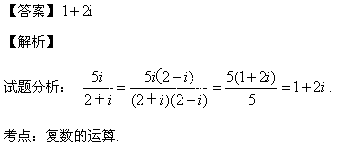 【答案】1+2i
【解析】
试题分析： 5i/(2+i) = 5i(2-i)/((2+i)(2-i)) = 5(1+2i)/5 = 1+2i .
考点：复数的运算.